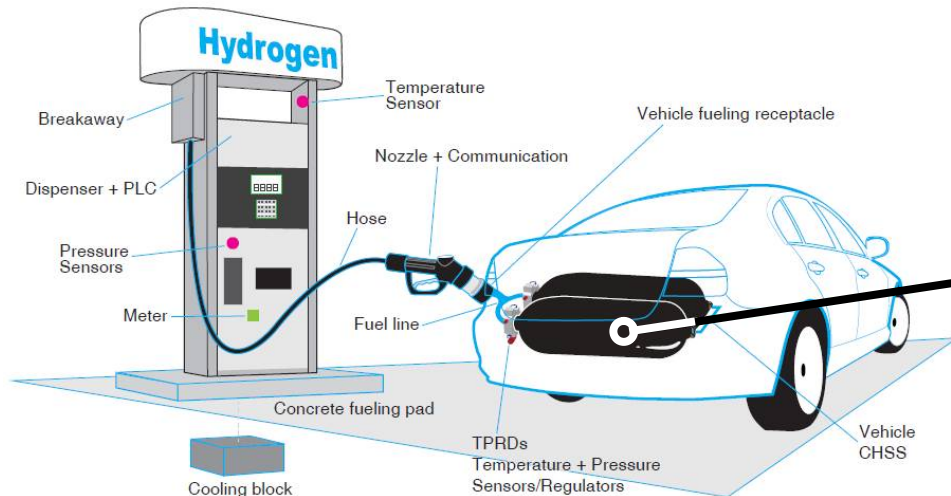 Hydrogen
Temperature
Sensor
Breakaway
Vehicle fueling receptacle
Nozzle + Communication
Dispenser + PLC
8888
Hose
Pressure
Sensors
Meter
Fuel line
Concrete fueling pad
TPRDs
Temperature + Pressure
Sensors/Regulators
Vehicle
CHSS
Cooling block